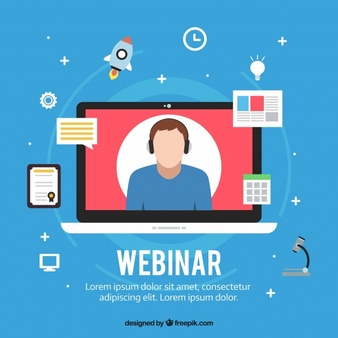 WEBINAR
Lorem ipsum dolor sit amet, consectetur
adipiscing elit. Lorem ipsum dolor
designed by freepik.com